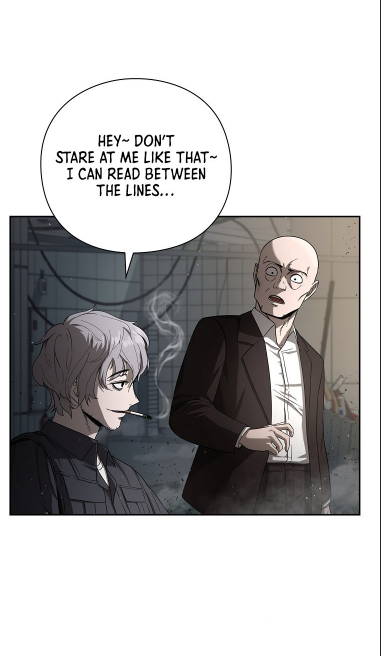 HEY~ DON'T
STARE AT ME LIKE THAT~
I CAN READ BETWEEN
THE LINES...